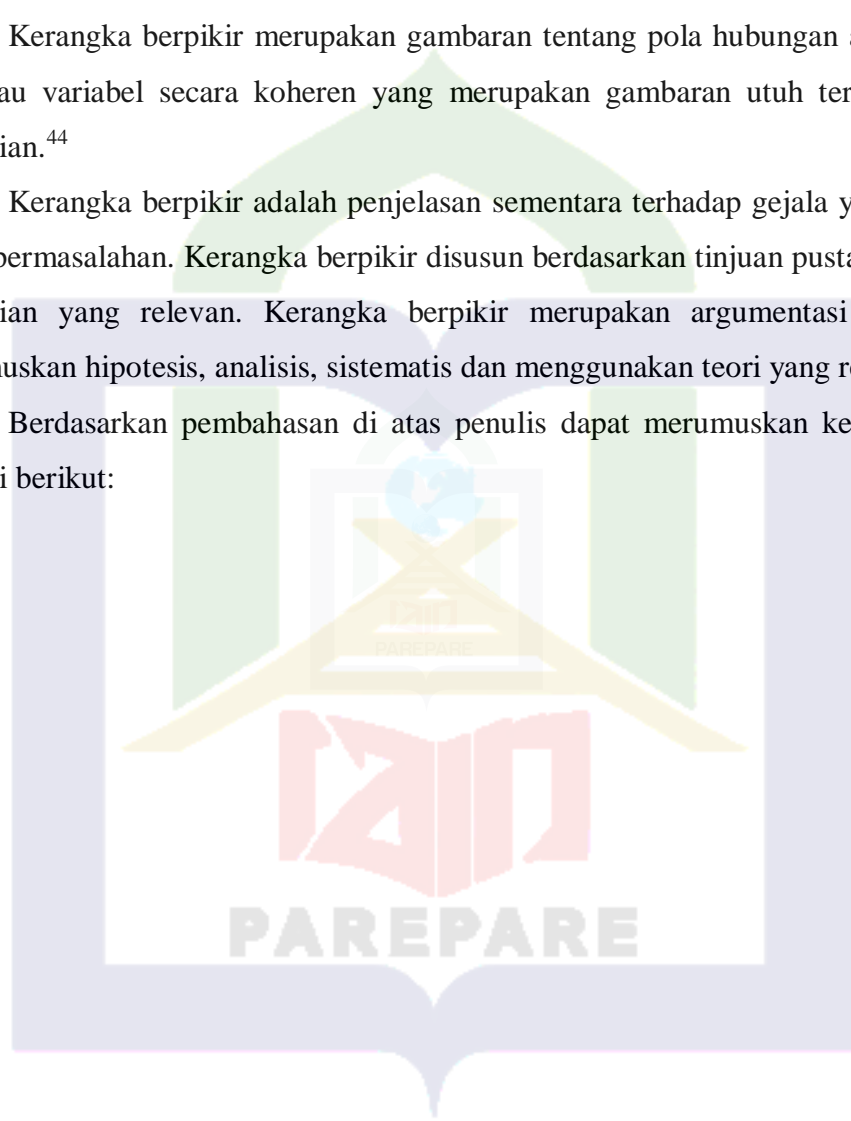 Kerangka berpikir merupakan gambaran tentang pola hubungan
au variabel secara koheren yang merupakan gambaran utuh ter
ian.⁴⁴
Kerangka berpikir adalah penjelasan sementara terhadap gejala y
permasalahan. Kerangka berpikir disusun berdasarkan tinjuan pusta
ian yang relevan. Kerangka berpikir merupakan argumentasi
uskan hipotesis, analisis, sistematis dan menggunakan teori yang r
Berdasarkan pembahasan di atas penulis dapat merumuskan ke
i berikut:
iain
PAREPARE
iain
PAREPARE